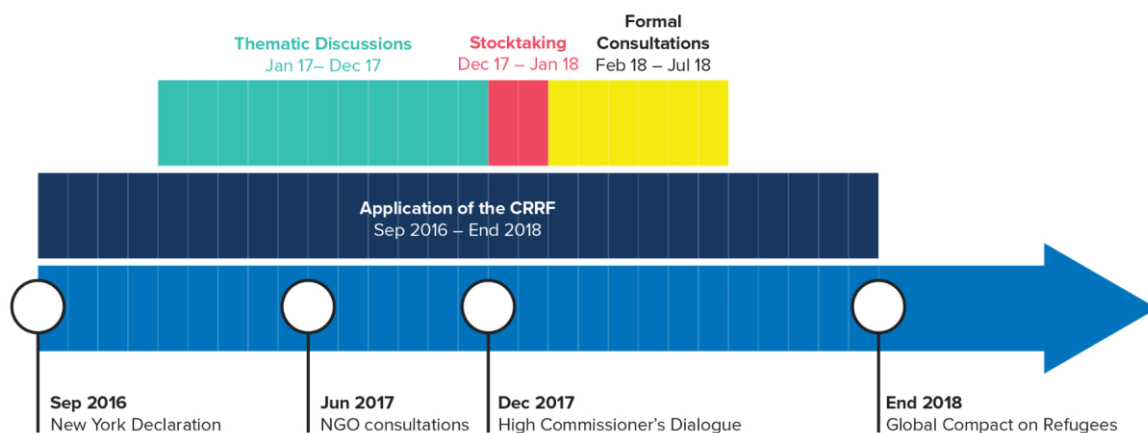 Thematic Discussions
Jan 17– Dec 17
Stocktaking
Dec 17 – Jan 18
Formal
Consultations
Feb 18 – Jul 18
Application of the CRRF
Sep 2016 – End 2018
Sep 2016
New York Declaration
Jun 2017
NGO consultations
Dec 2017
High Commissioner's Dialogue
End 2018
Global Compact on Refugees